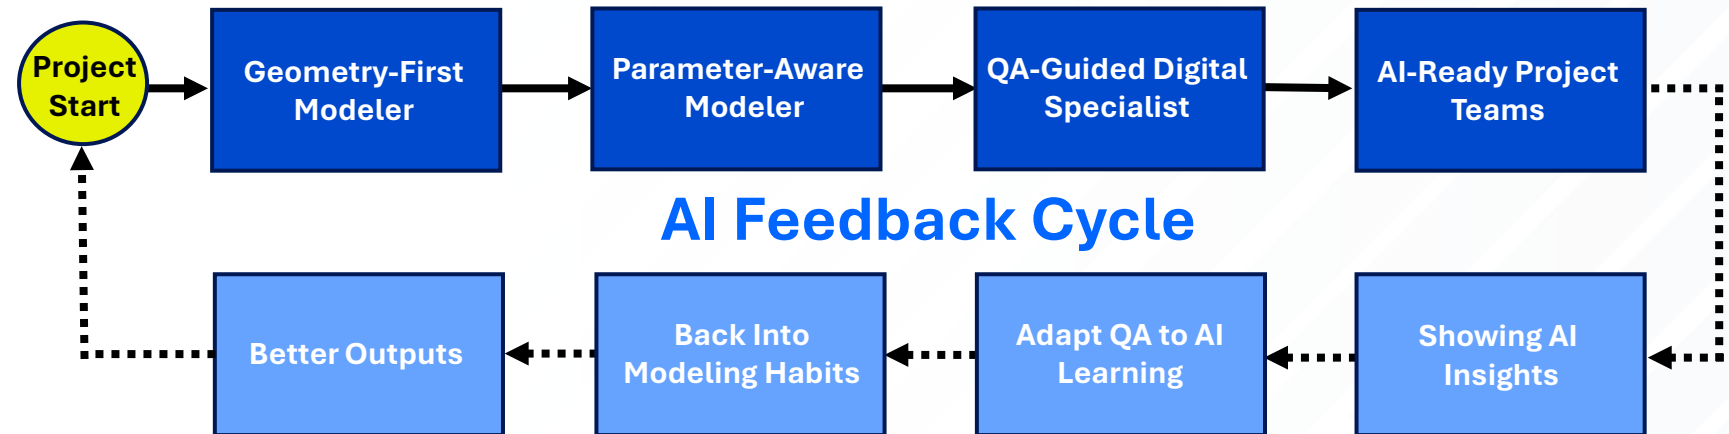 Project
Start
Geometry-First
Modeler
Parameter-Aware
Modeler
QA-Guided Digital
Specialist
AI-Ready Project
Teams
AI Feedback Cycle
Better Outputs
Back Into
Modeling Habits
Adapt QA to AI
Learning
Showing AI
Insights